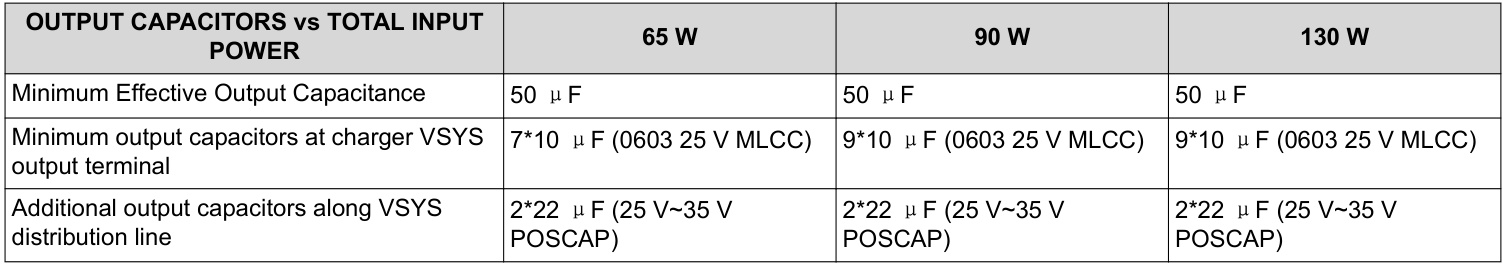 OUTPUT CAPACITORS vs TOTAL INPUT
POWER
65 W
90 W
130 W
Minimum Effective Output Capacitance
50 μF
50 μF
50 μF
Minimum output capacitors at charger VSYS
output terminal
7*10 μF (0603 25 V MLCC)
9*10 μF (0603 25 V MLCC)
9*10 μF (0603 25 V MLCC)
Additional output capacitors along VSYS
distribution line
2*22 μF (25 V~35 V
POSCAP)
2*22 μF (25 V~35 V
POSCAP)
2*22 μF (25 V~35 V
POSCAP)